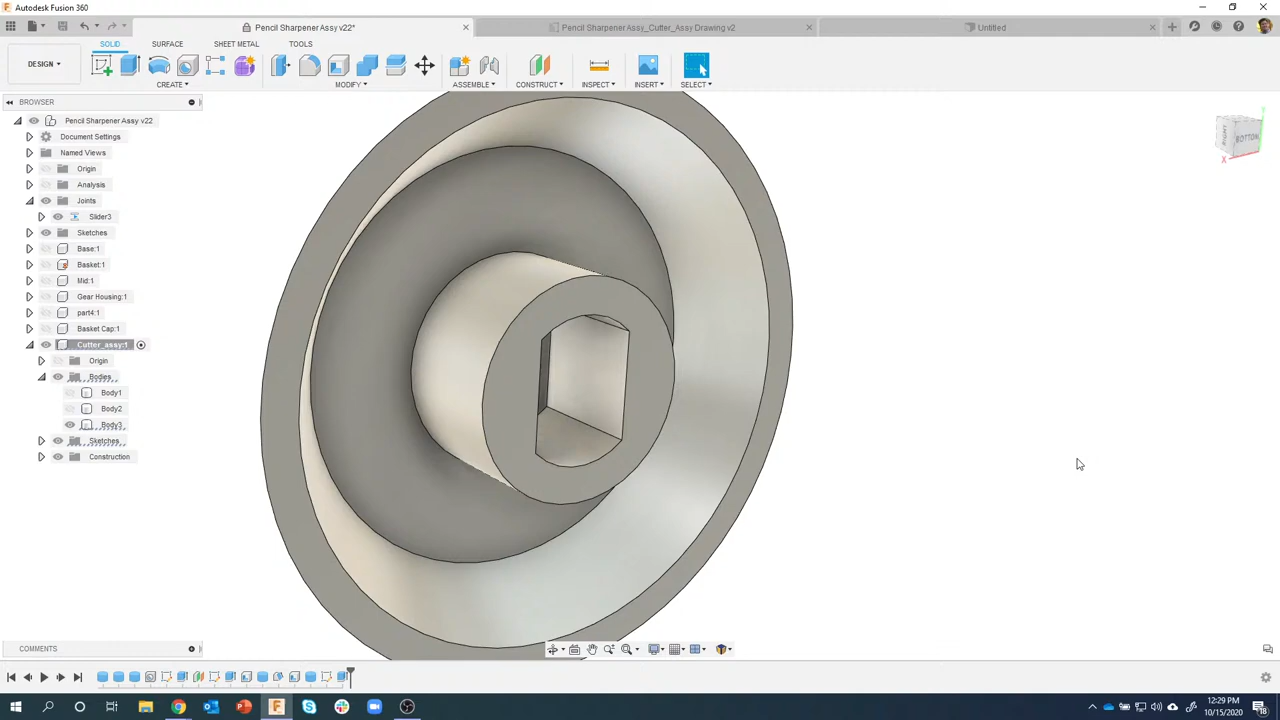 Autodesk Fusion 360
Pencil Sharpener Assy v22*
Pencil Sharpener Assy_Cutter_Assy Drawing v2
Untitled
SOLID
SURFACE
SHEET METAL
TOOLS
DESIGN
CREATE
MODIFY
ASSEMBLE
CONSTRUCT
INSPECT
INSERT
SELECT
BROWSER
Pencil Sharpener Assy v22
Document Settings
Named Views
Origin
Analysis
Joints
Slider3
Sketches
Base:1
Basket:1
Mid:1
Gear Housing:1
part4:1
Basket Cap:1
Cutter_assy:1
Origin
Bodies
Body1
Body2
Body3
Sketches
Construction
RIGHT
BOTTOM
X
COMMENTS
12:29 PM
10/15/2020
18